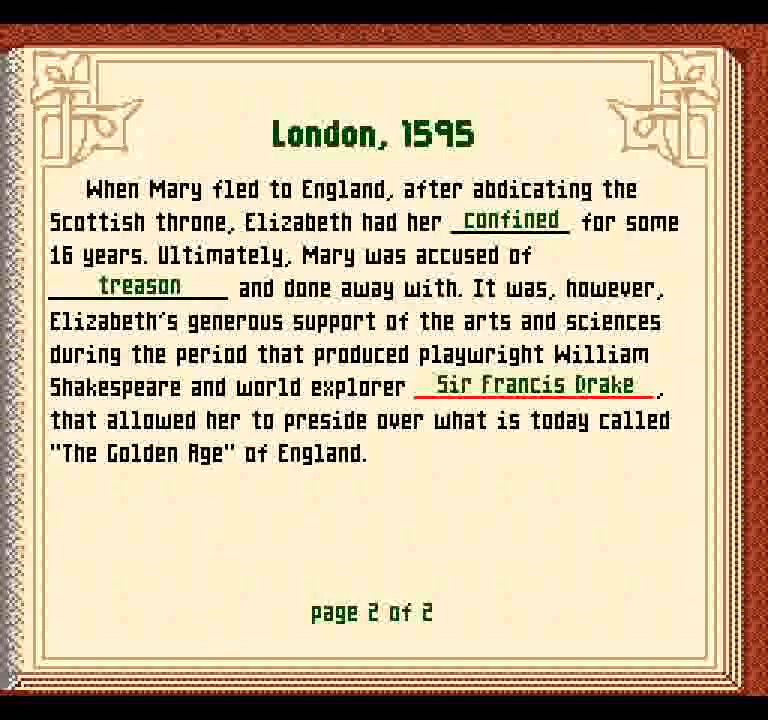 London, 1595
When Mary fled to England, after abdicating the
Scottish throne, Elizabeth had her confined for some
16 years. Ultimately, Mary was accused of
treason and done away with. It was, however,
Elizabeth's generous support of the arts and sciences
during the period that produced playwright William
Shakespeare and world explorer Sir Francis Drake,
that allowed her to preside over what is today called
"The Golden Age" of England.
page 2 of 2